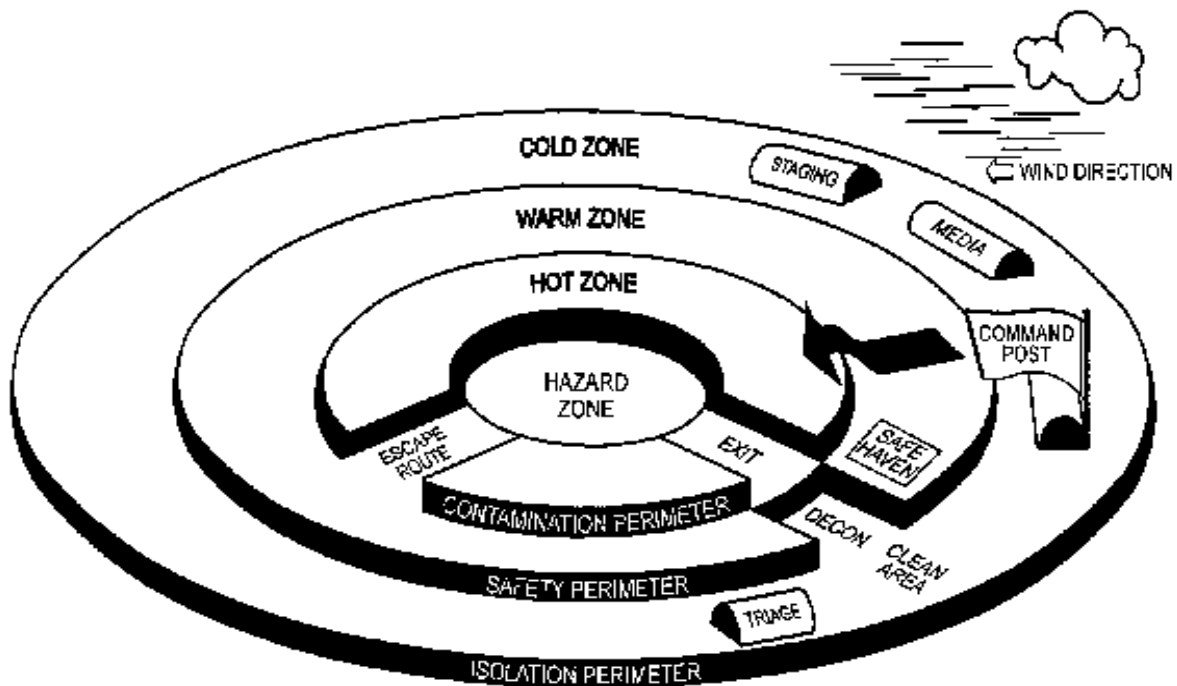 COLD ZONE
STAGING
WIND DIRECTION
WARM ZONE
MEDIA
HOT ZONE
COMMAND
POST
HAZARD
ZONE
ESCAPE
ROUTE
EXIT
SAFE
HAVEN
CONTAMINATION PERIMETER
DECON
CLEAN
AREA
SAFETY PERIMETER
TRIAGE
ISOLATION PERIMETER